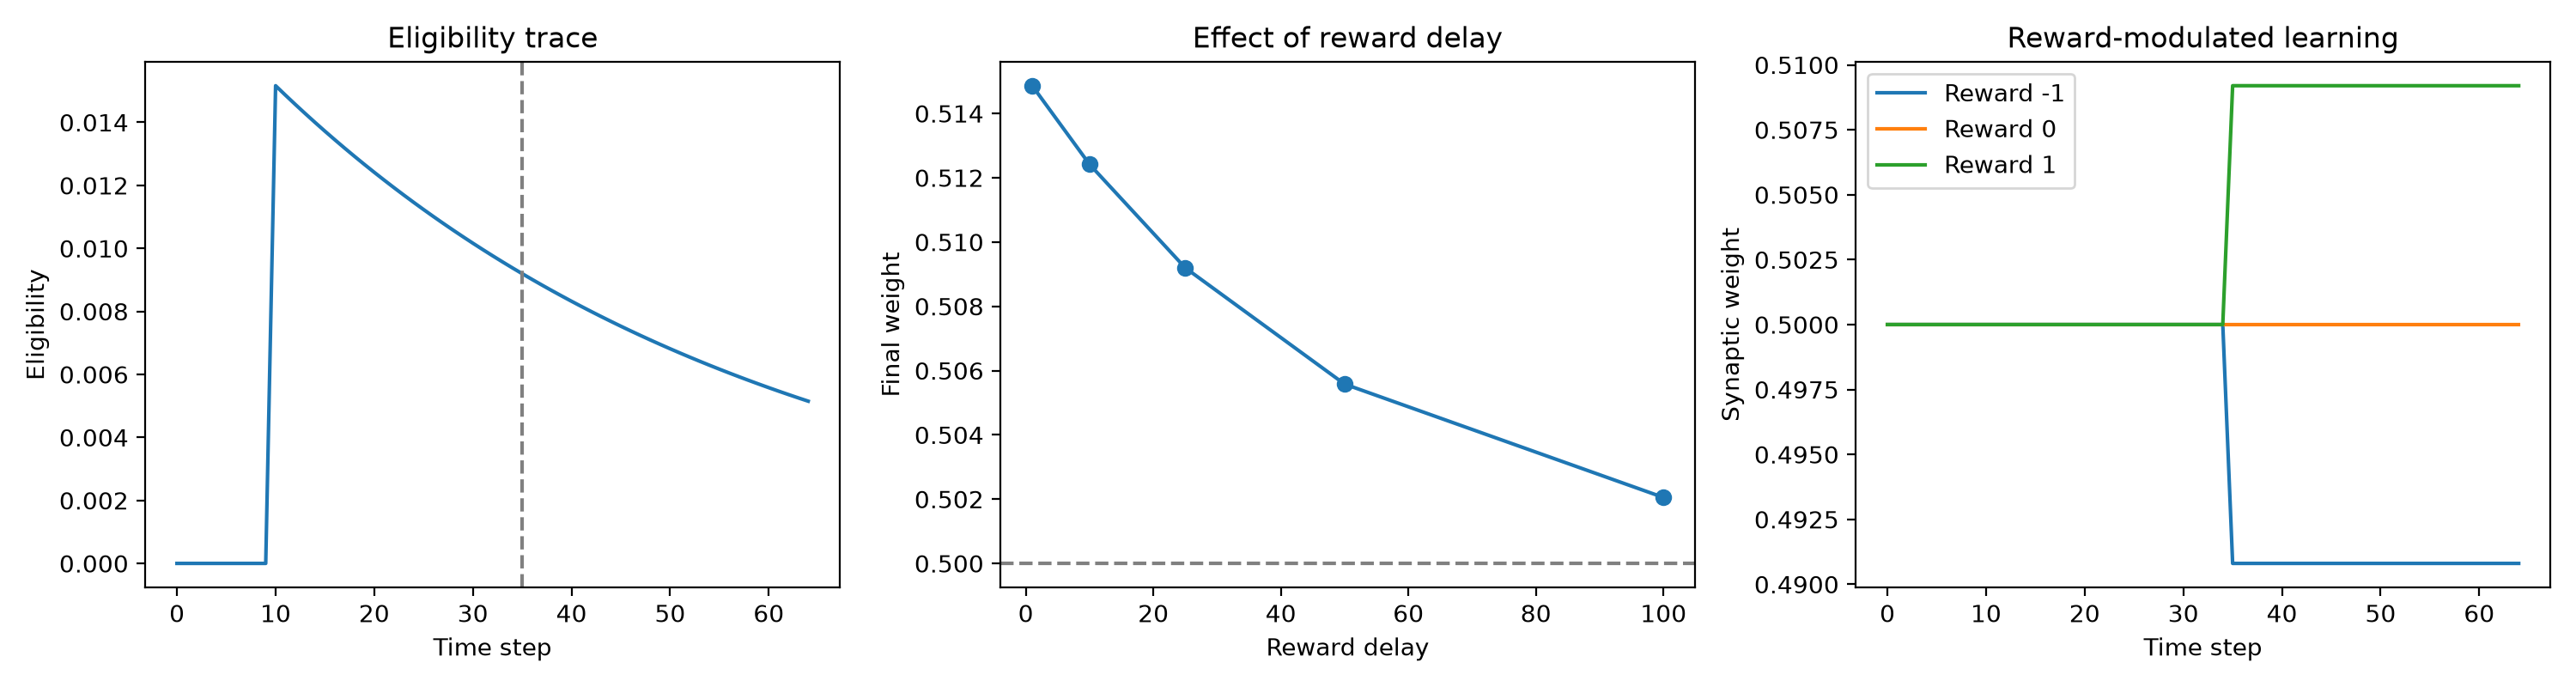 Eligibility trace
Eligibility
0.014
0.012
0.010
0.008
0.006
0.004
0.002
0.000
0 10 20 30 40 50 60
Time step
Effect of reward delay
Final weight
0.514
0.512
0.510
0.508
0.506
0.504
0.502
0.500
0 20 40 60 80 100
Reward delay
Reward-modulated learning
Synaptic weight
0.5100
0.5075
0.5050
0.5025
0.5000
0.4975
0.4950
0.4925
0.4900
Reward -1
Reward 0
Reward 1
0 10 20 30 40 50 60
Time step